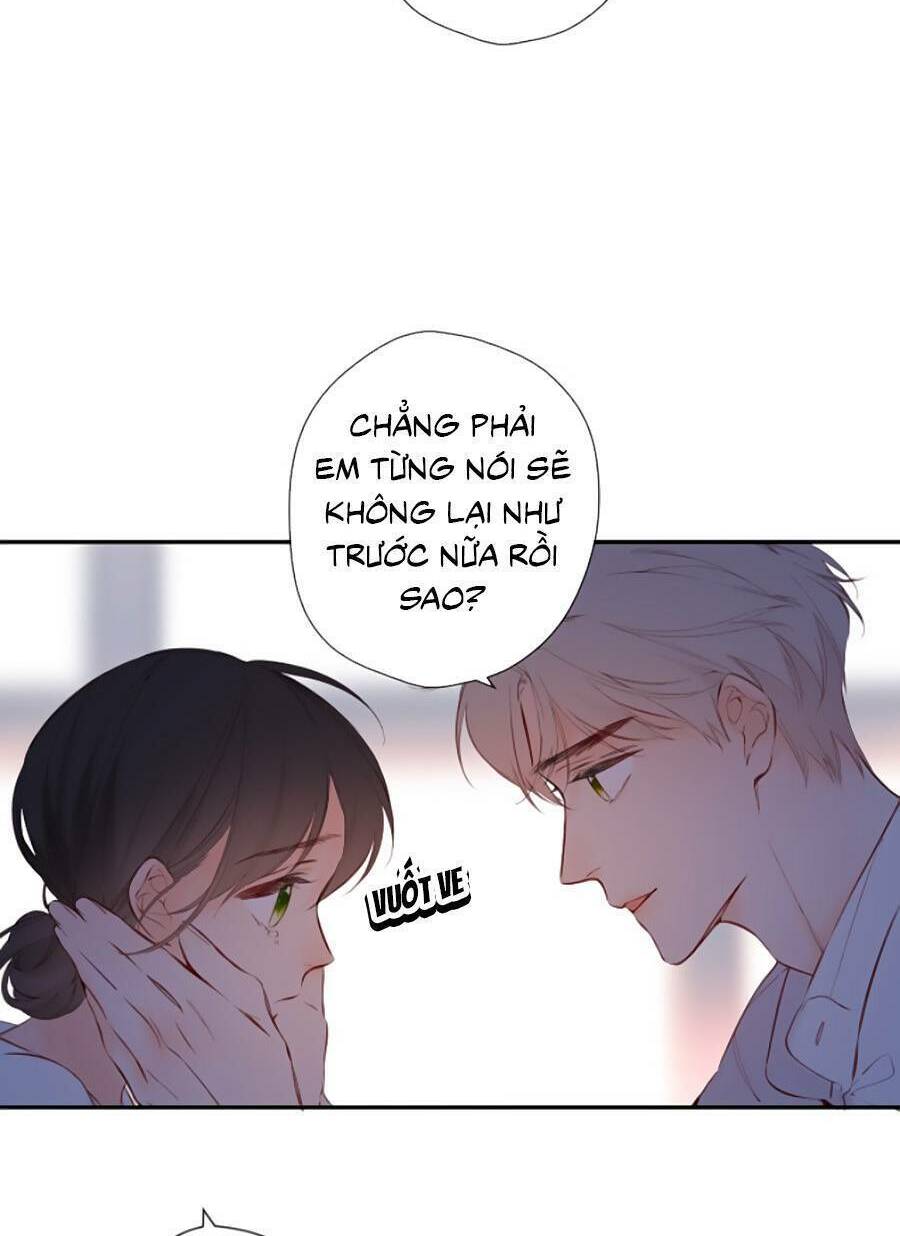 CHẲNG PHẢI
EM TỪNG NÓI SẼ
KHÔNG LẠI NHƯ
TRƯỚC NỮA RỒI
SAO?
VUỐT VE